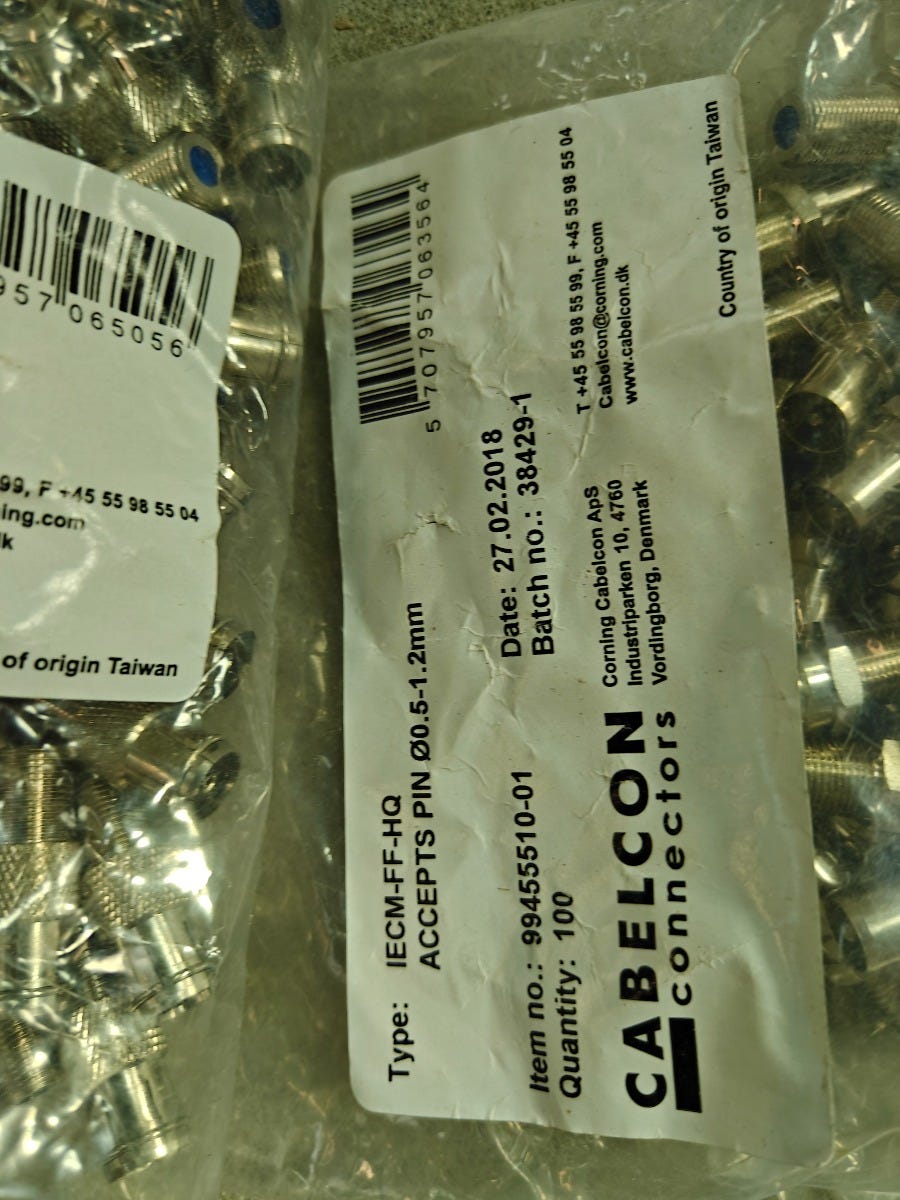 957 065056
99, F +45 55 98 55 04
ing.com
lk
of origin Taiwan
5 707957 063564
Type: IECM-FF-HQ
ACCEPTS PIN Ø0.5-1.2mm
Item no.: 99455510-01
Quantity: 100
Date: 27.02.2018
Batch no.: 38429-1
CABELCON
connectors
Corning Cabelcon ApS
Industriparken 10, 4760
Vordingborg, Denmark
T +45 55 98 55 99, F +45 55 98 55 04
Cabelcon@corning.com
www.cabelcon.dk
Country of origin Taiwan